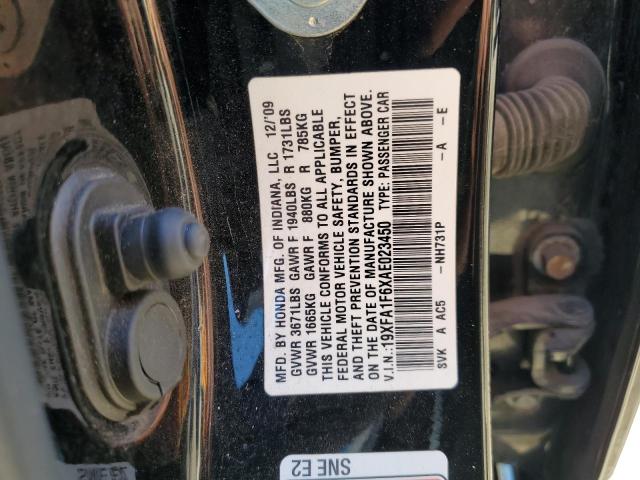 MFD. BY HONDA MFG. OF INDIANA, LLC 12/'09
GVWR 3671LBS GAWR F 1940LBS R 1731LBS
GVWR 1665KG GAWR F 880KG R 785KG
THIS VEHICLE CONFORMS TO ALL APPLICABLE
FEDERAL MOTOR VEHICLE SAFETY, BUMPER,
AND THEFT PREVENTION STANDARDS IN EFFECT
ON THE DATE OF MANUFACTURE SHOWN ABOVE.
V.I.N.:19XFA1F6XAE023450 TYPE: PASSENGER CAR
SVK A AC5 -NH731P -A -E
SNE E2